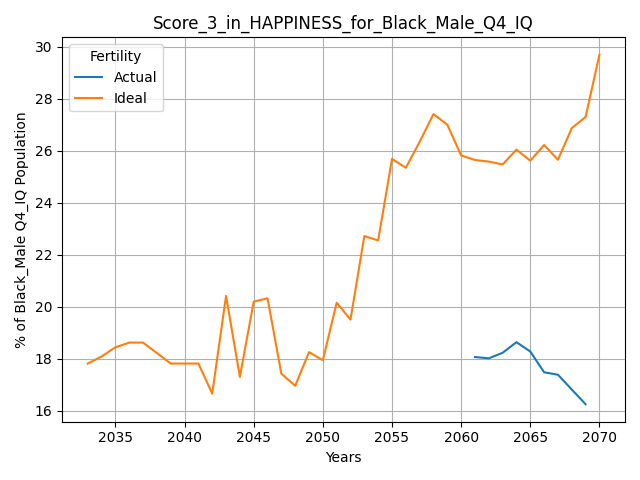 Score_3_in_HAPPINESS_for_Black_Male_Q4_IQ
Fertility
Actual
Ideal
% of Black_Male Q4_IQ Population
30
28
26
24
22
20
18
16
2035 2040 2045 2050 2055 2060 2065 2070
Years